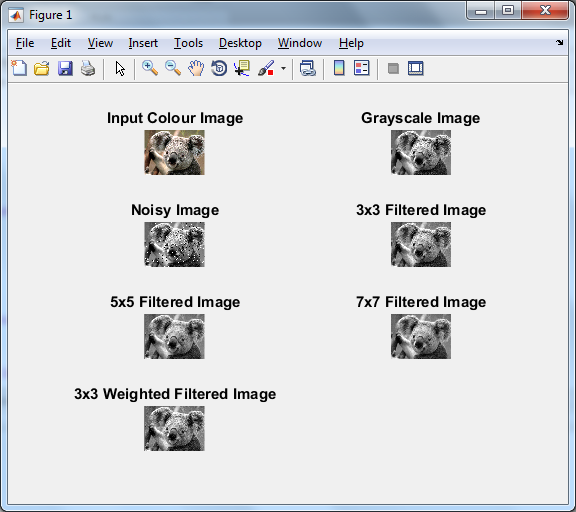 Figure 1
File Edit View Insert Tools Desktop Window Help
Input Colour Image Grayscale Image
Noisy Image 3x3 Filtered Image
5x5 Filtered Image 7x7 Filtered Image
3x3 Weighted Filtered Image